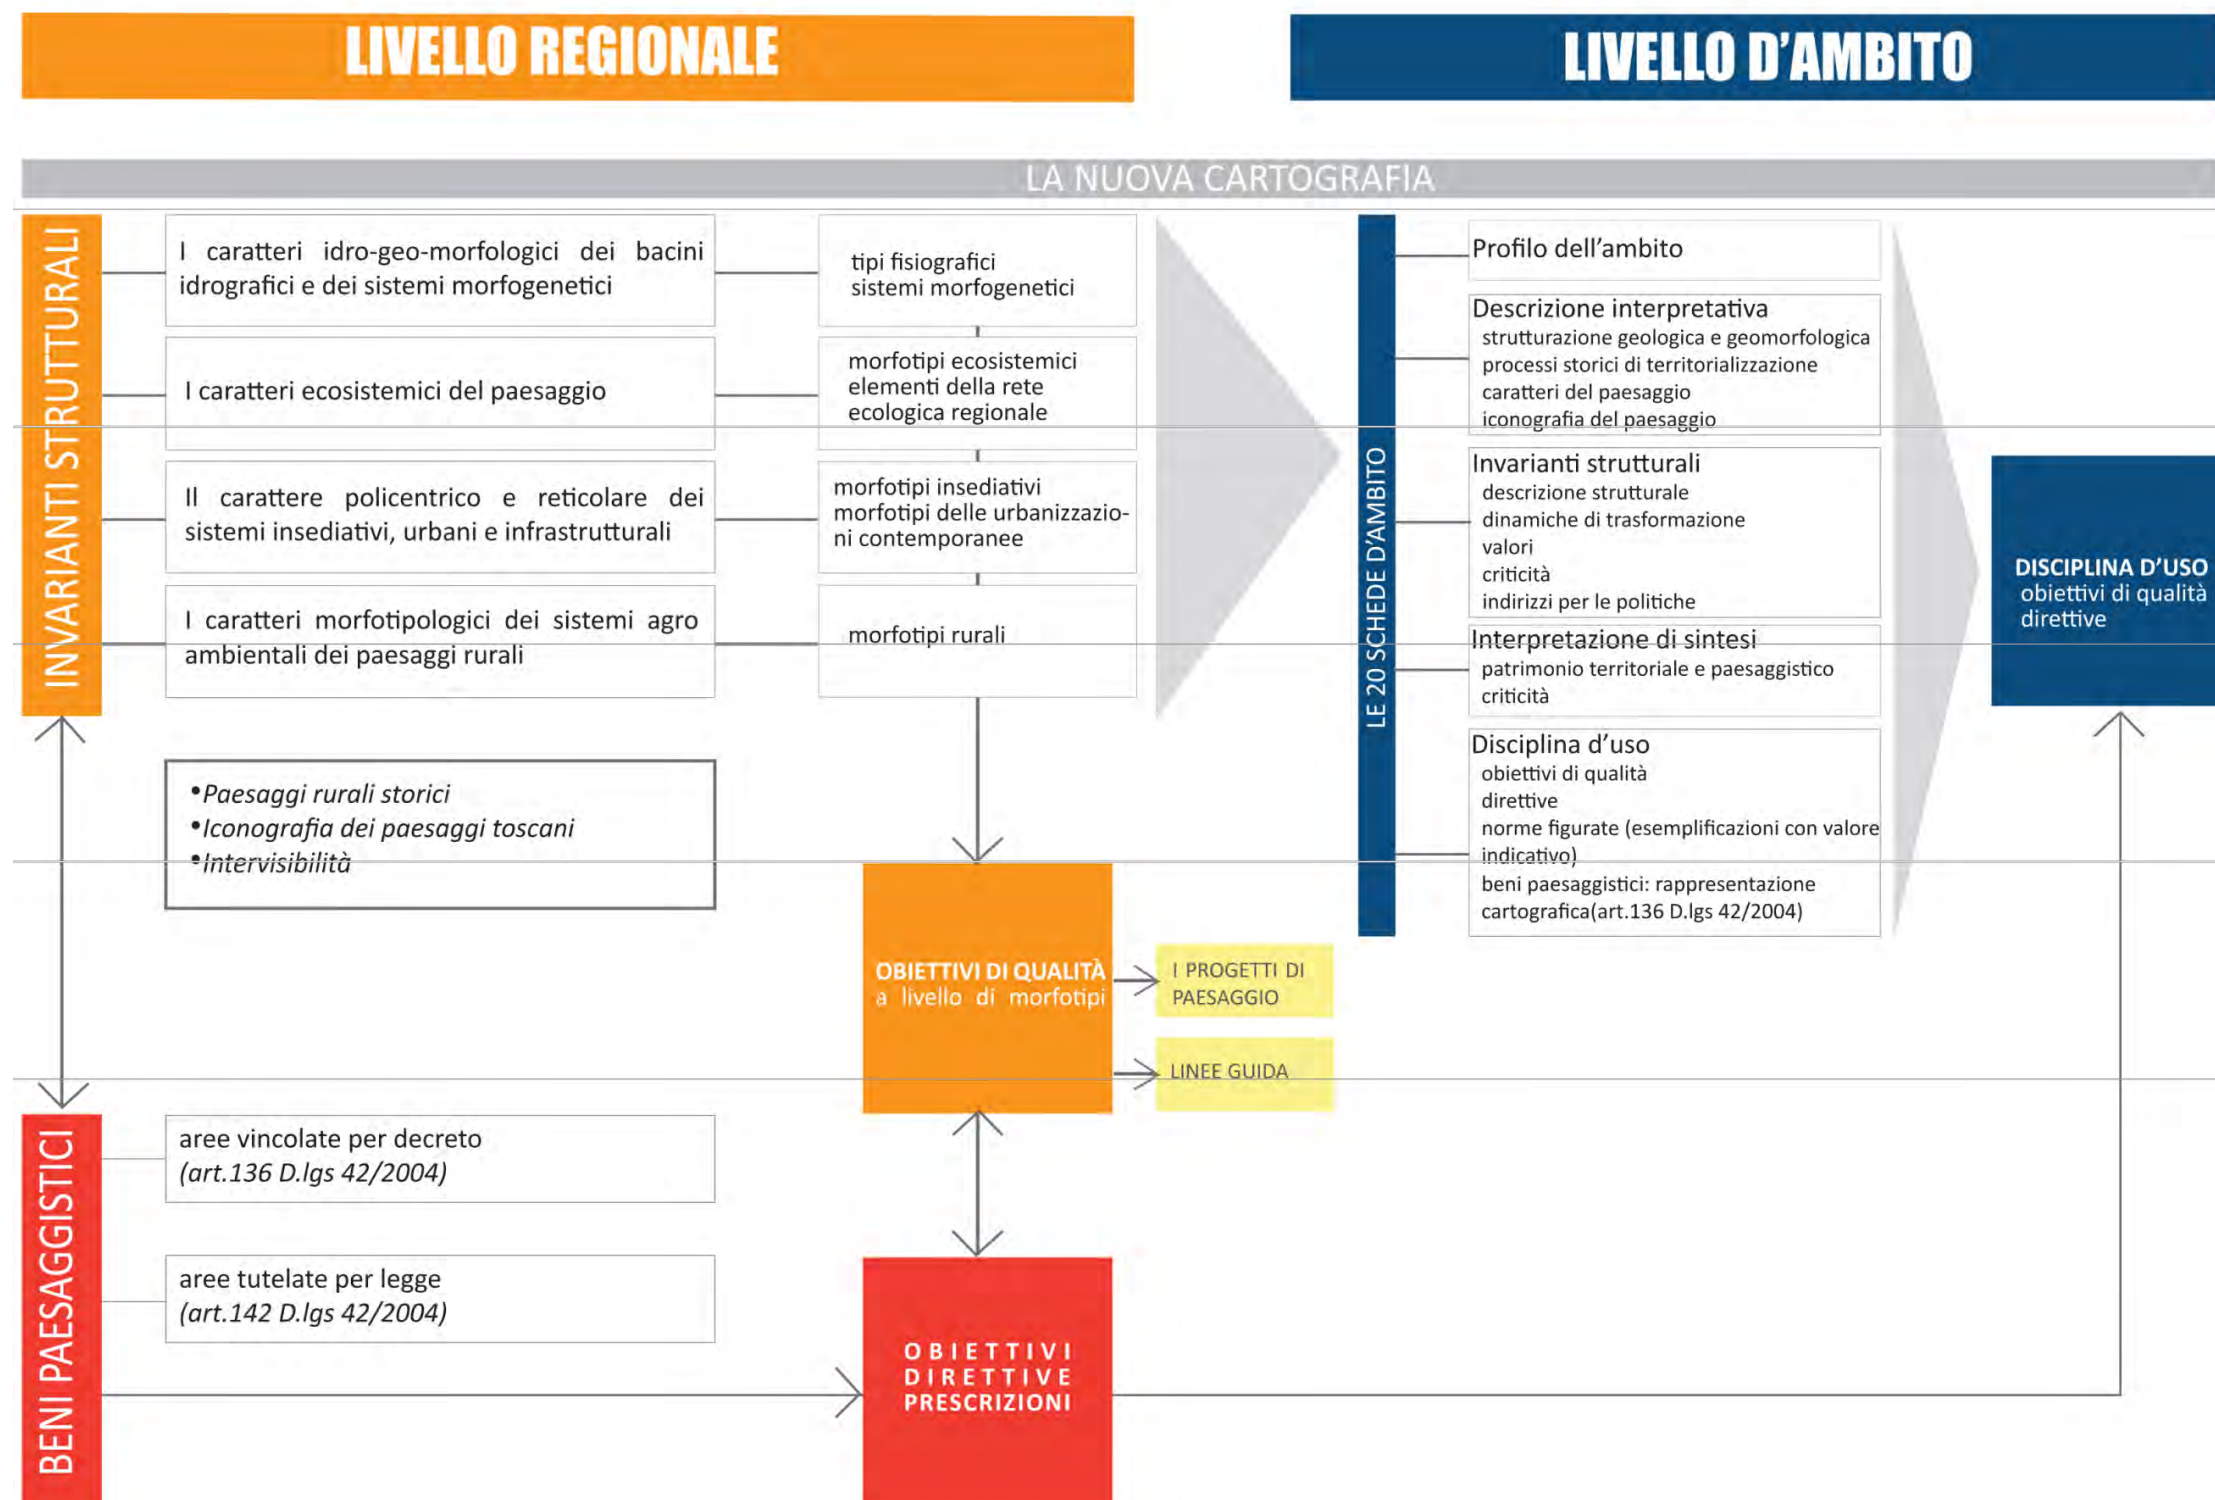 LIVELLO REGIONALE
LIVELLO D'AMBITO
LA NUOVA CARTOGRAFIA
INVARIANTI STRUTTURALI
I caratteri idro-geo-morfologici dei bacini
idrografici e dei sistemi morfogenetici
tipi fisiografici
sistemi morfogenetici
I caratteri ecosistemici del paesaggio
morfotipi ecosistemici
elementi della rete
ecologica regionale
Il carattere policentrico e reticolare dei
sistemi insediativi, urbani e infrastrutturali
morfotipi insediativi
morfotipi delle urbanizzazio-
ni contemporanee
I caratteri morfotipologici dei sistemi agro
ambientali dei paesaggi rurali
morfotipi rurali
•Paesaggi rurali storici
•Iconografia dei paesaggi toscani
•Intervisibilità
OBIETTIVI DI QUALITÀ
a livello di morfotipi
I PROGETTI DI
PAESAGGIO
LINEE GUIDA
BENI PAESAGGISTICI
aree vincolate per decreto
(art.136 D.lgs 42/2004)
aree tutelate per legge
(art.142 D.lgs 42/2004)
OBIETTIVI
DIRETTIVE
PRESCRIZIONI
LE 20 SCHEDE D'AMBITO
Profilo dell'ambito
Descrizione interpretativa
strutturazione geologica e geomorfologica
processi storici di territorializzazione
caratteri del paesaggio
iconografia del paesaggio
Invarianti strutturali
descrizione strutturale
dinamiche di trasformazione
valori
criticità
indirizzi per le politiche
Interpretazione di sintesi
patrimonio territoriale e paesaggistico
criticità
Disciplina d'uso
obiettivi di qualità
direttive
norme figurate (esemplificazioni con valore
indicativo)
beni paesaggistici: rappresentazione
cartografica(art.136 D.lgs 42/2004)
DISCIPLINA D'USO
obiettivi di qualità
direttive